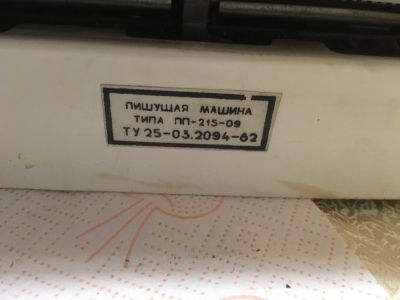 ПИШУЩАЯ МАШИНА
ТИПА ПП-215-09
ТУ 25-03.2094-82